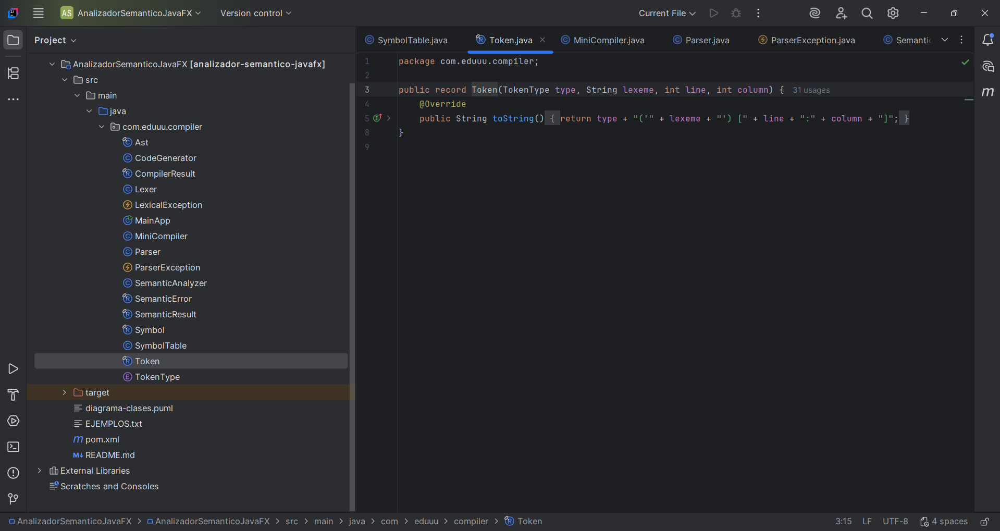 AS AnalizadorSemanticoJavaFX Version control Current File
Project
SymbolTable.java Token.java MiniCompiler.java Parser.java ParserException.java Semantic
AnalizadorSemanticoJavaFX [analizador-semantico-javafx]
src
main
java
com.eduuu.compiler
Ast
CodeGenerator
CompilerResult
Lexer
LexicalException
MainApp
MiniCompiler
Parser
ParserException
SemanticAnalyzer
SemanticError
SemanticResult
Symbol
SymbolTable
Token
TokenType
target
diagrama-clases.puml
EJEMPLOS.txt
pom.xml
README.md
External Libraries
Scratches and Consoles
1 package com.eduuu.compiler;
2
3 public record Token(TokenType type, String lexeme, int line, int column) { 31 usages
4 @Override
5 public String toString() { return type + "('" + lexeme + "') [" + line + ":" + column + "]"; }
8 }
9
AnalizadorSemanticoJavaFX > AnalizadorSemanticoJavaFX > src > main > java > com > eduuu > compiler > Token 3:15 LF UTF-8 4 spaces